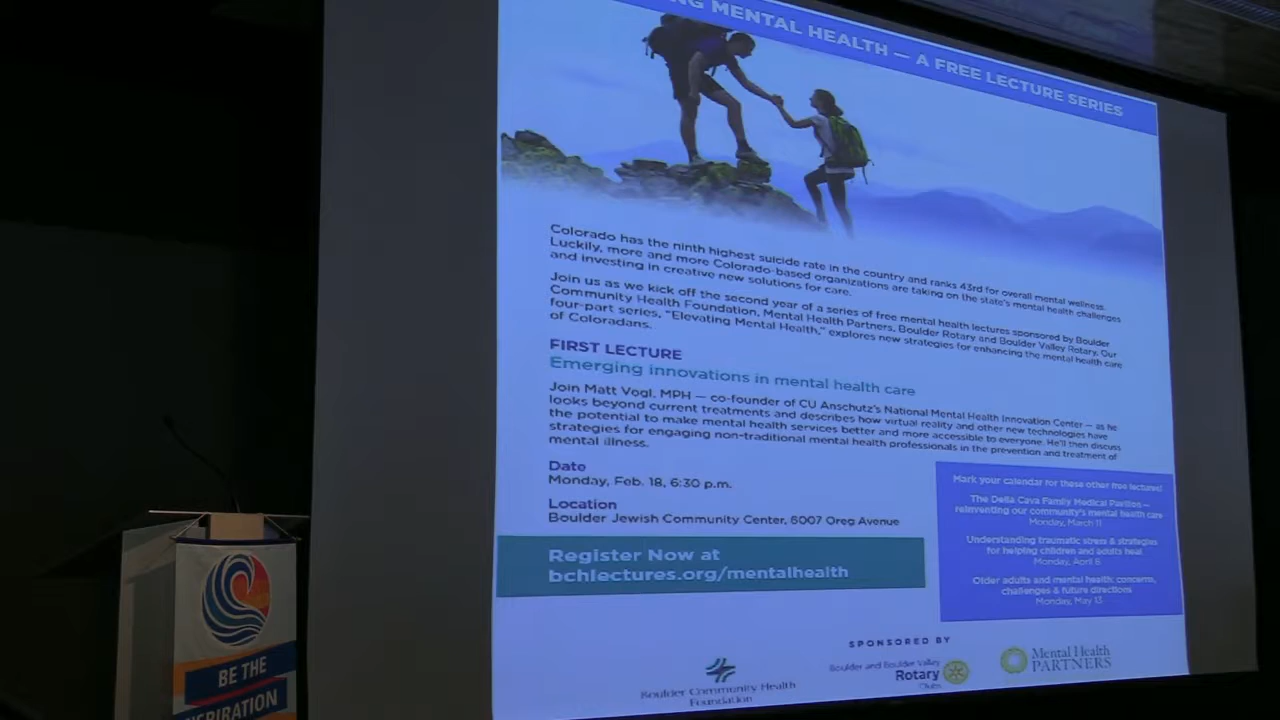 NG MENTAL HEALTH — A FREE LECTURE SERIES
Colorado has the ninth highest suicide rate in the country and ranks 43rd for overall mental wellness.
Luckily, more and more Colorado-based organizations are taking on the state's mental health challenges
and investing in creative new solutions for care.
Join us as we kick off the second year of a series of free mental health lectures sponsored by Boulder
Community Health Foundation, Mental Health Partners, Boulder Rotary and Boulder Valley Rotary. Our
four-part series, "Elevating Mental Health," explores new strategies for enhancing the mental health care
of Coloradans.
FIRST LECTURE
Emerging innovations in mental health care
Join Matt Vogl, MPH — co-founder of CU Anschutz's National Mental Health Innovation Center — as he
looks beyond current treatments and describes how virtual reality and other new technologies have
the potential to make mental health services better and more accessible to everyone. He'll then discuss
strategies for engaging non-traditional mental health professionals in the prevention and treatment of
mental illness.
Date
Monday, Feb. 18, 6:30 p.m.
Location
Boulder Jewish Community Center, 6007 Oreg Avenue
Register Now at
bchlectures.org/mentalhealth
Mark your calendar for these other free lectures!
The Della Cava Family Medical Pavilion —
reinventing our community's mental health care
Monday, March 11
Understanding traumatic stress & strategies
for helping children and adults heal
Monday, April 8
Older adults and mental health: concerns,
challenges & future directions
Monday, May 13
SPONSORED BY
Boulder Community Health
Foundation
Boulder and Boulder Valley
Rotary
Clubs
Mental Health
PARTNERS
BE THE
NSPIRATION